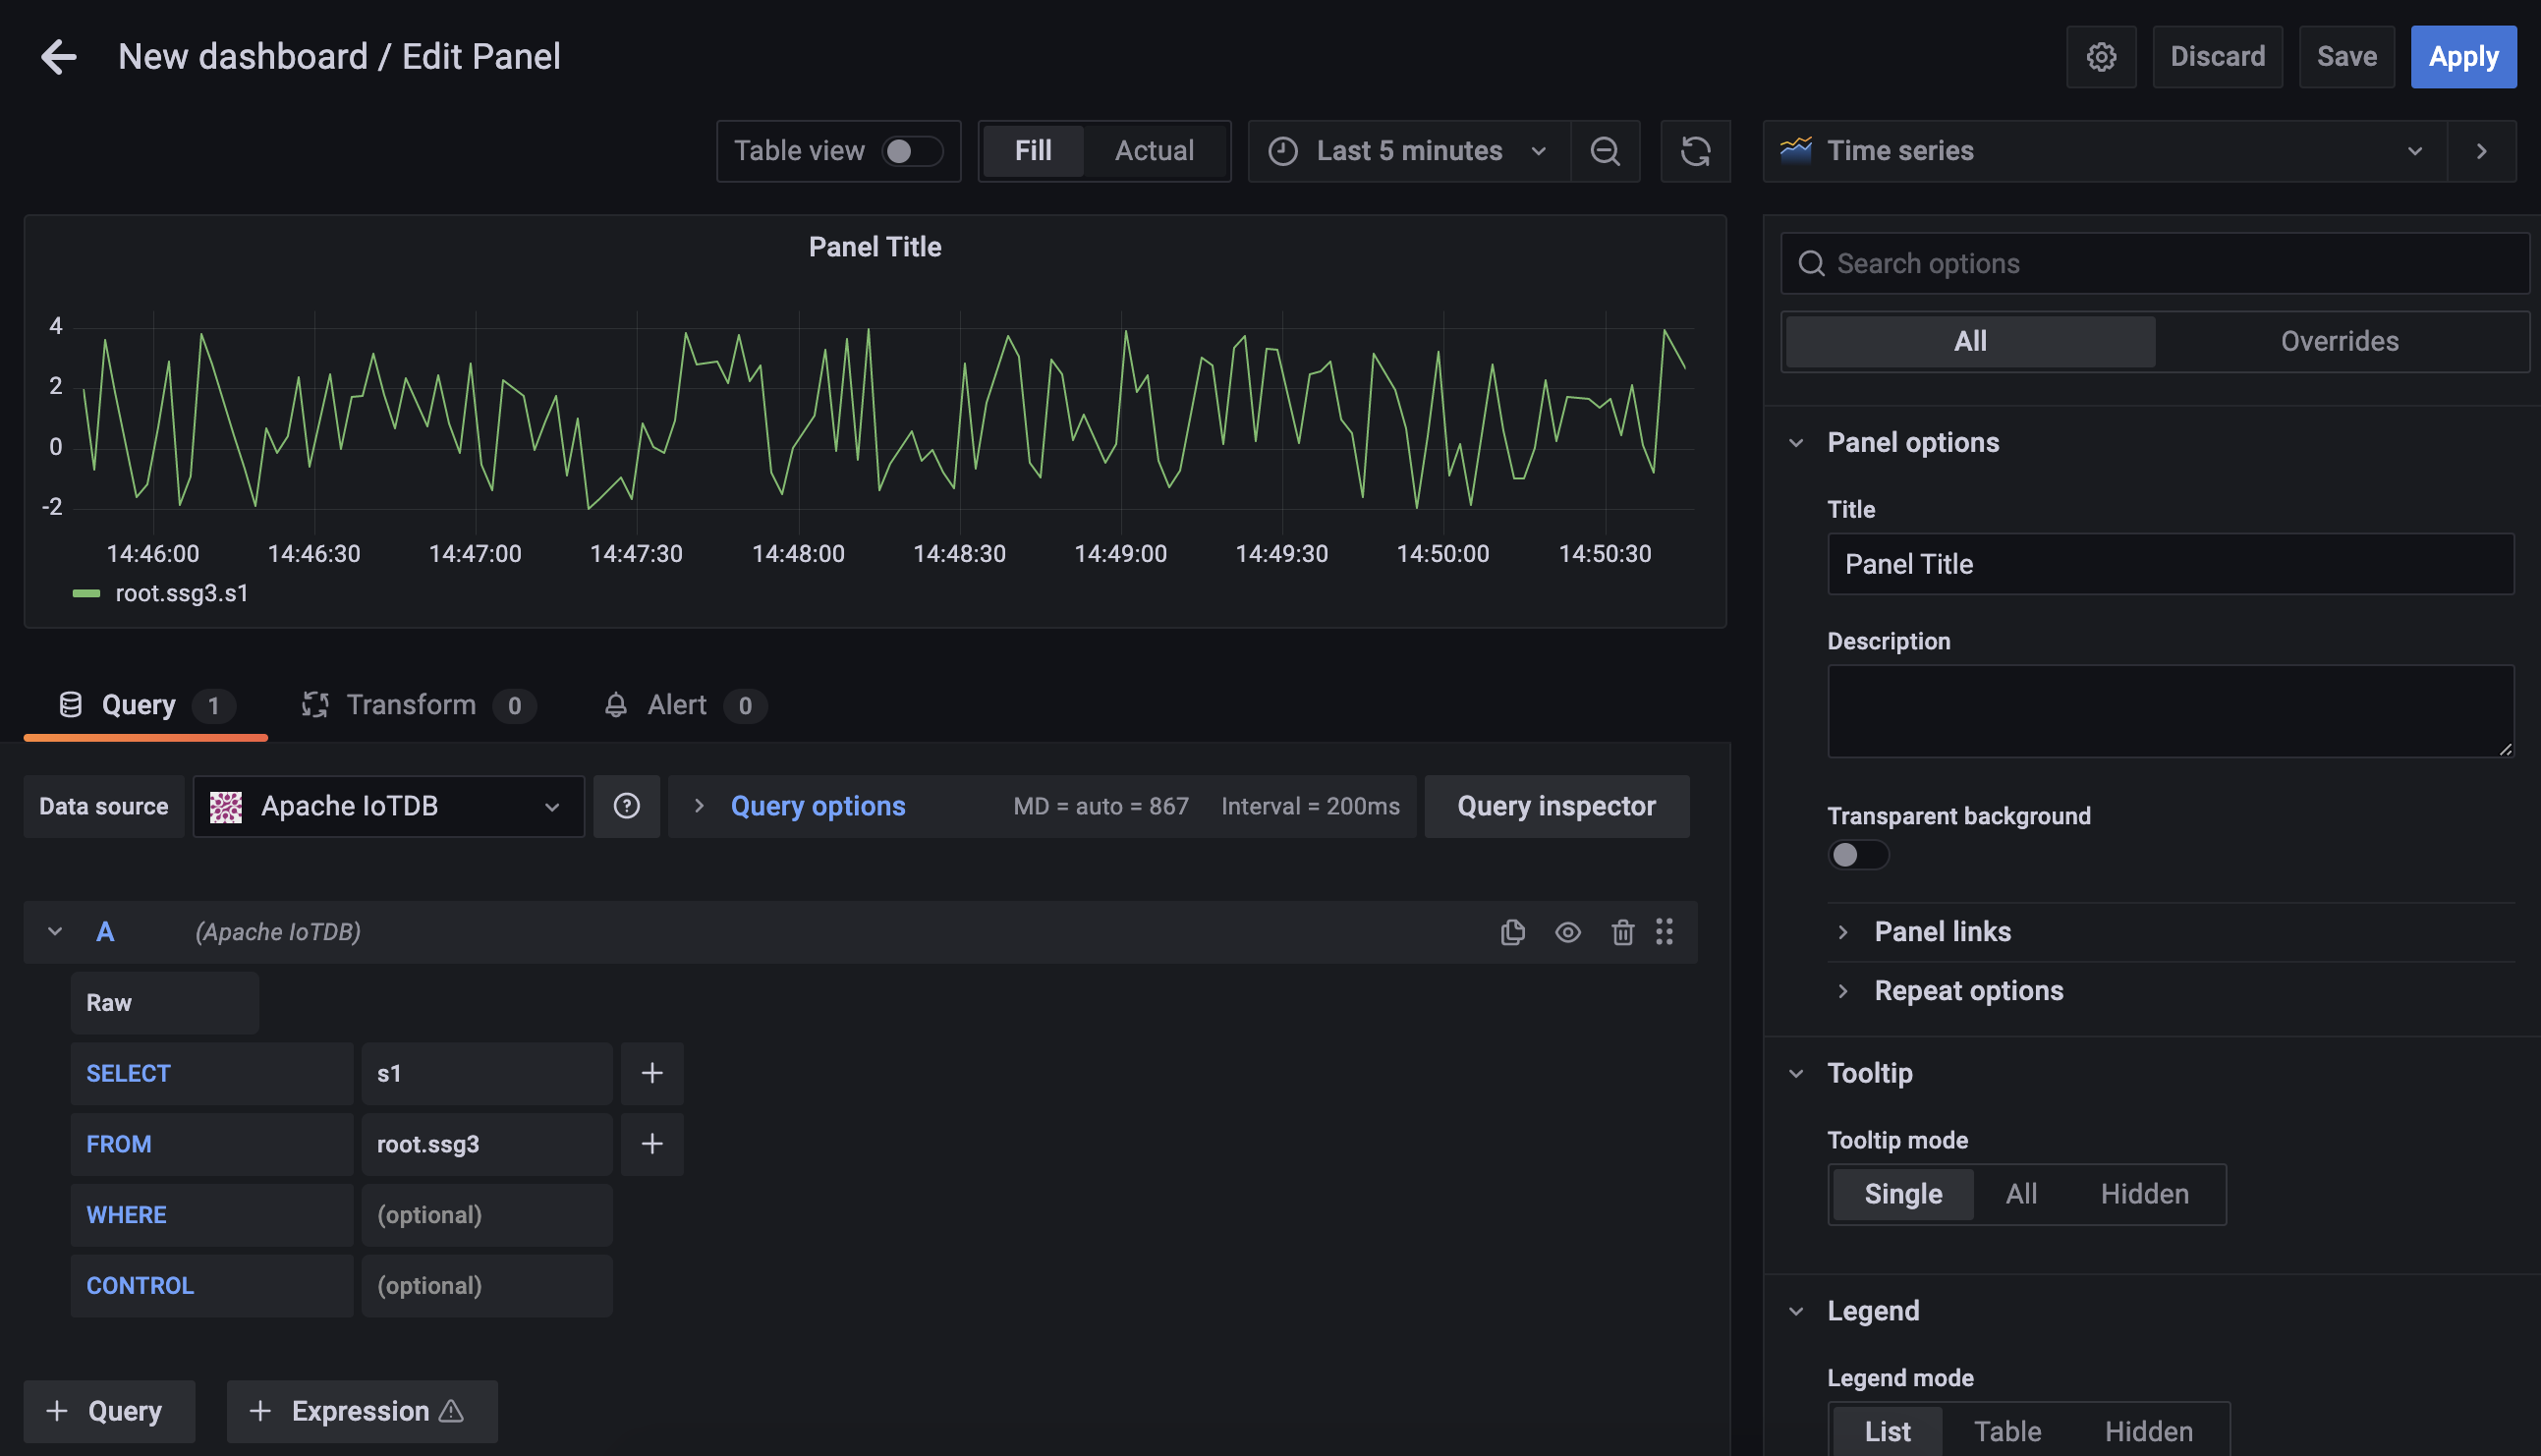 New dashboard / Edit Panel
Discard
Save
Apply
Table view
Fill
Actual
Last 5 minutes
Time series
Panel Title
4
2
0
-2
14:46:00 14:46:30 14:47:00 14:47:30 14:48:00 14:48:30 14:49:00 14:49:30 14:50:00 14:50:30
root.ssg3.s1
Query 1
Transform 0
Alert 0
Data source
Apache IoTDB
Query options
MD = auto = 867
Interval = 200ms
Query inspector
A
(Apache IoTDB)
Raw
SELECT s1 +
FROM root.ssg3 +
WHERE (optional)
CONTROL (optional)
+ Query
+ Expression
Search options
All
Overrides
Panel options
Title
Panel Title
Description
Transparent background
Panel links
Repeat options
Tooltip
Tooltip mode
Single All Hidden
Legend
Legend mode
List Table Hidden